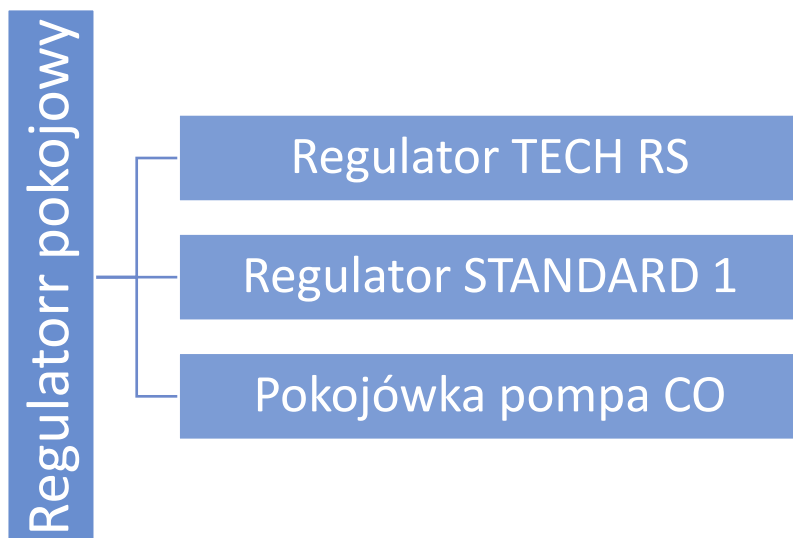 Regulatorr pokojowy
Regulator TECH RS
Regulator STANDARD 1
Pokojówka pompa CO